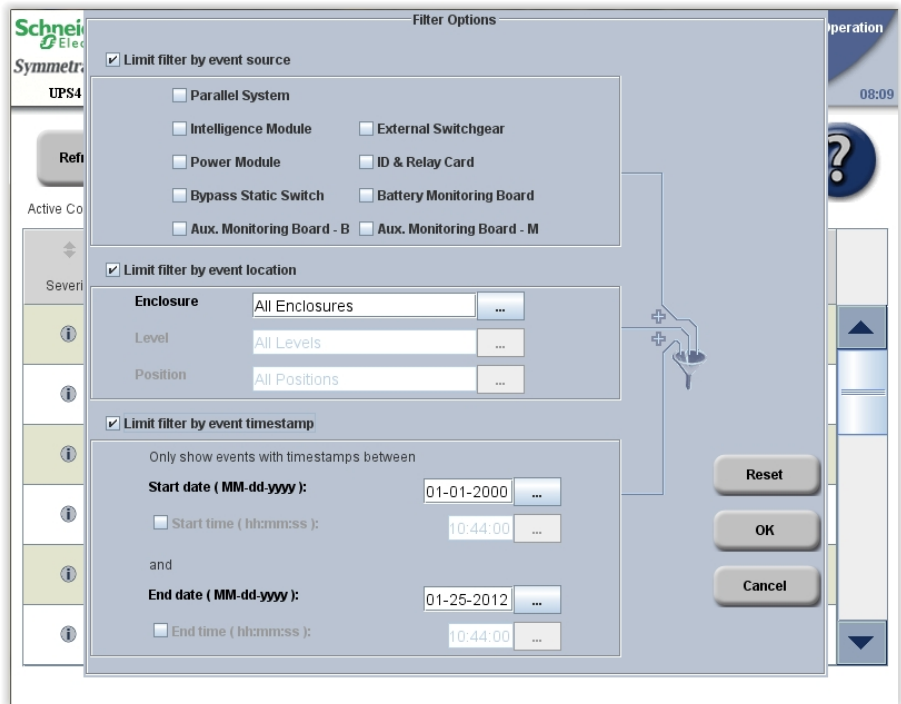 Filter Options
Schnei
Elec
Operation
Symmetra
UPS4
08:09
Limit filter by event source
Parallel System
Intelligence Module External Switchgear
Power Module ID & Relay Card
Bypass Static Switch Battery Monitoring Board
Aux. Monitoring Board - B Aux. Monitoring Board - M
Refr
?
Active Co
Severi
Limit filter by event location
Enclosure All Enclosures ...
Level All Levels ...
Position All Positions ...
Limit filter by event timestamp
Only show events with timestamps between
Start date ( MM-dd-yyyy ): 01-01-2000 ...
Start time ( hh:mm:ss ): 10:44:00 ...
and
End date ( MM-dd-yyyy ): 01-25-2012 ...
End time ( hh:mm:ss ): 10:44:00 ...
Reset
OK
Cancel